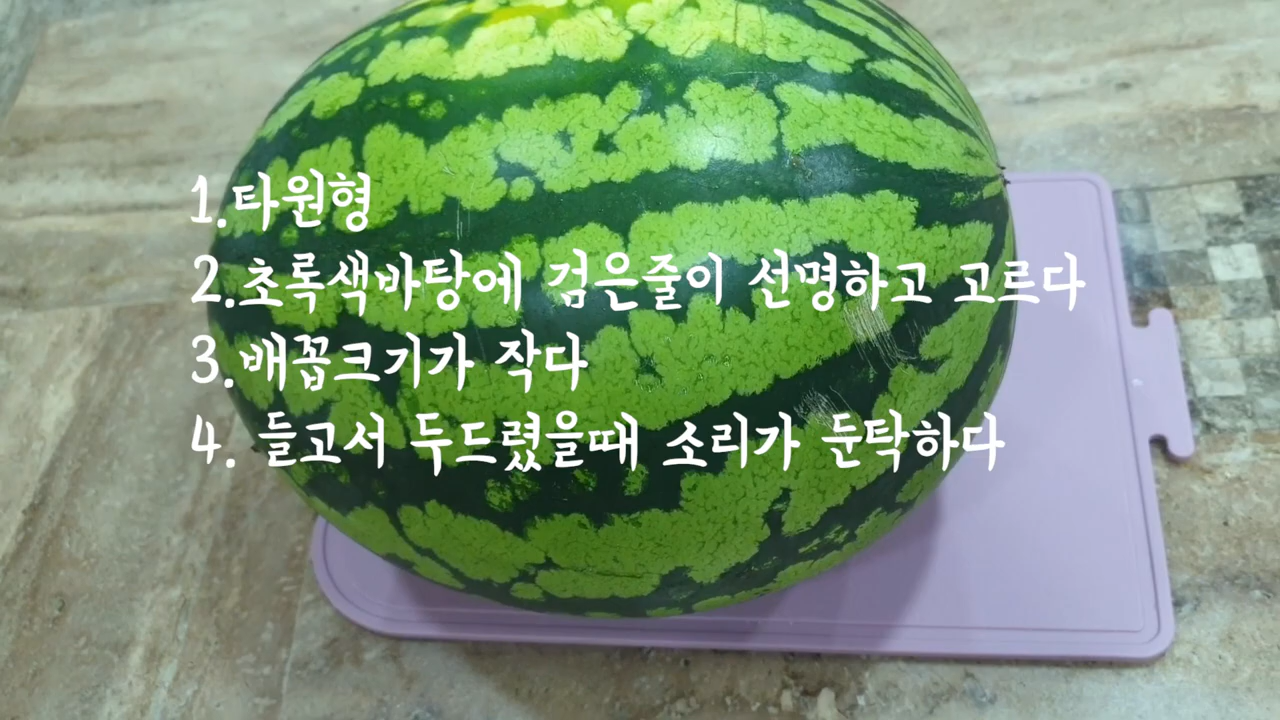 1.타원형
2.초록색바탕에 검은줄이 선명하고 고르다
3.배꼽크기가 작다
4. 들고서 두드렸을때 소리가 둔탁하다